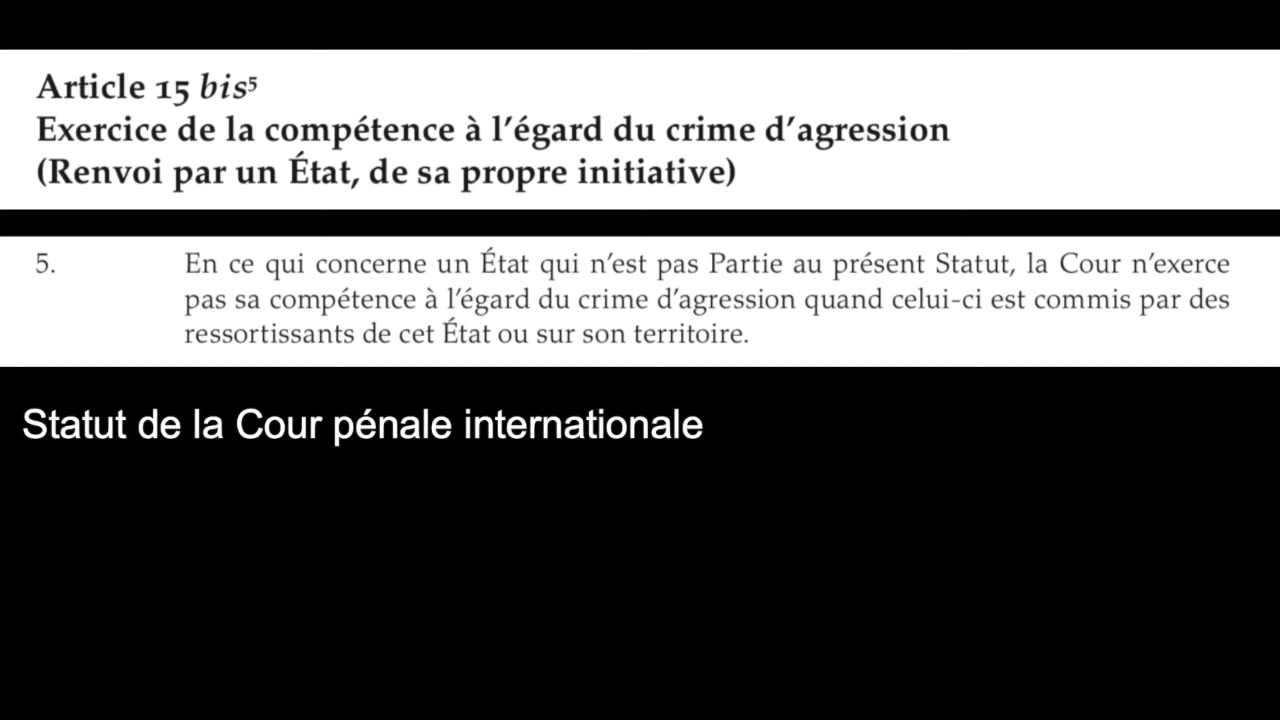 Article 15 bis⁵
Exercice de la compétence à l’égard du crime d’agression
(Renvoi par un État, de sa propre initiative)
5. En ce qui concerne un État qui n’est pas Partie au présent Statut, la Cour n’exerce
pas sa compétence à l’égard du crime d’agression quand celui-ci est commis par des
ressortissants de cet État ou sur son territoire.
Statut de la Cour pénale internationale